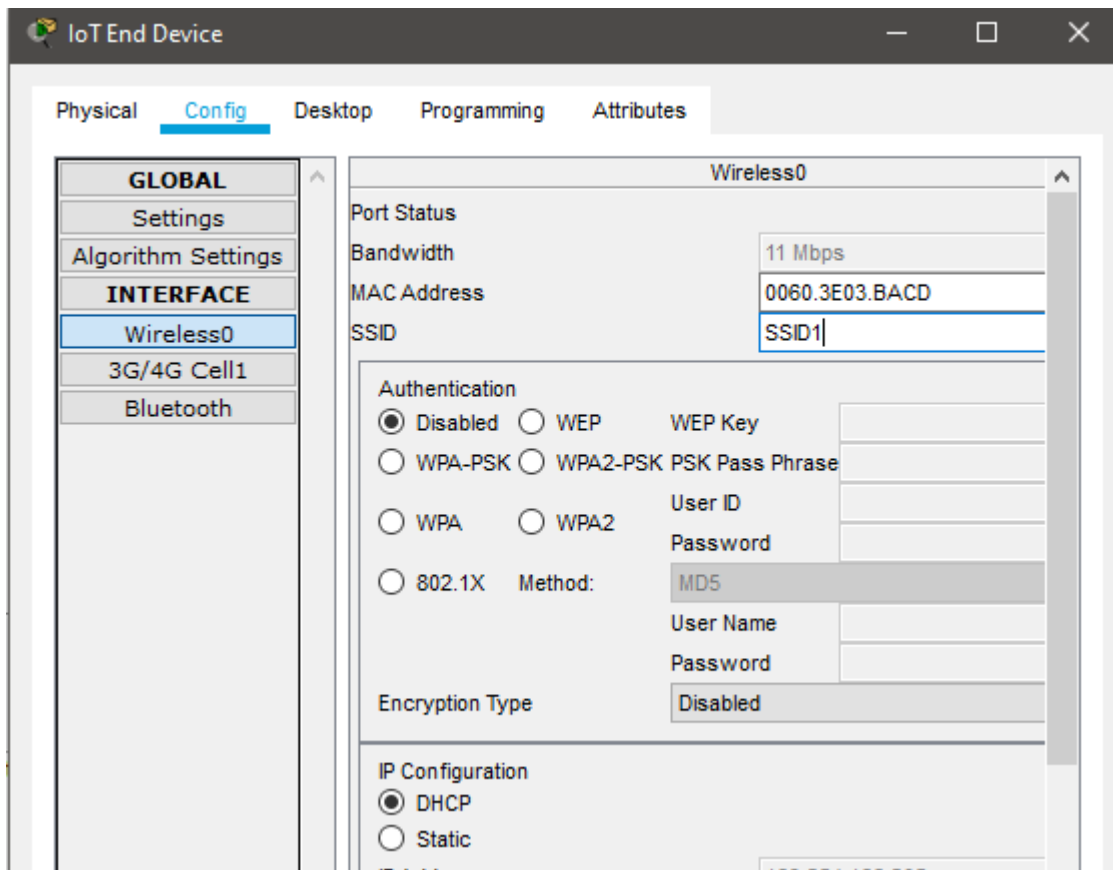 IoT End Device
Physical Config Desktop Programming Attributes
GLOBAL
Settings
Algorithm Settings
INTERFACE
Wireless0
3G/4G Cell1
Bluetooth
Wireless0
Port Status
Bandwidth 11 Mbps
MAC Address 0060.3E03.BACD
SSID SSID1
Authentication
Disabled WEP WEP Key
WPA-PSK WPA2-PSK PSK Pass Phrase
User ID
WPA WPA2
Password
802.1X Method: MD5
User Name
Password
Encryption Type Disabled
IP Configuration
DHCP
Static